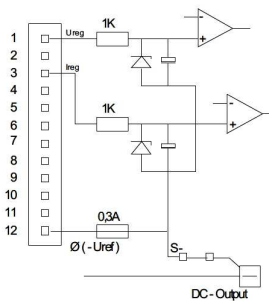 1K
1
Ureg
-
+
2
3
Ireg
4
-
5
1K
6
+
7
8
9
10
11
0,3A
12
Ø (-Uref)
S-
DC - Output